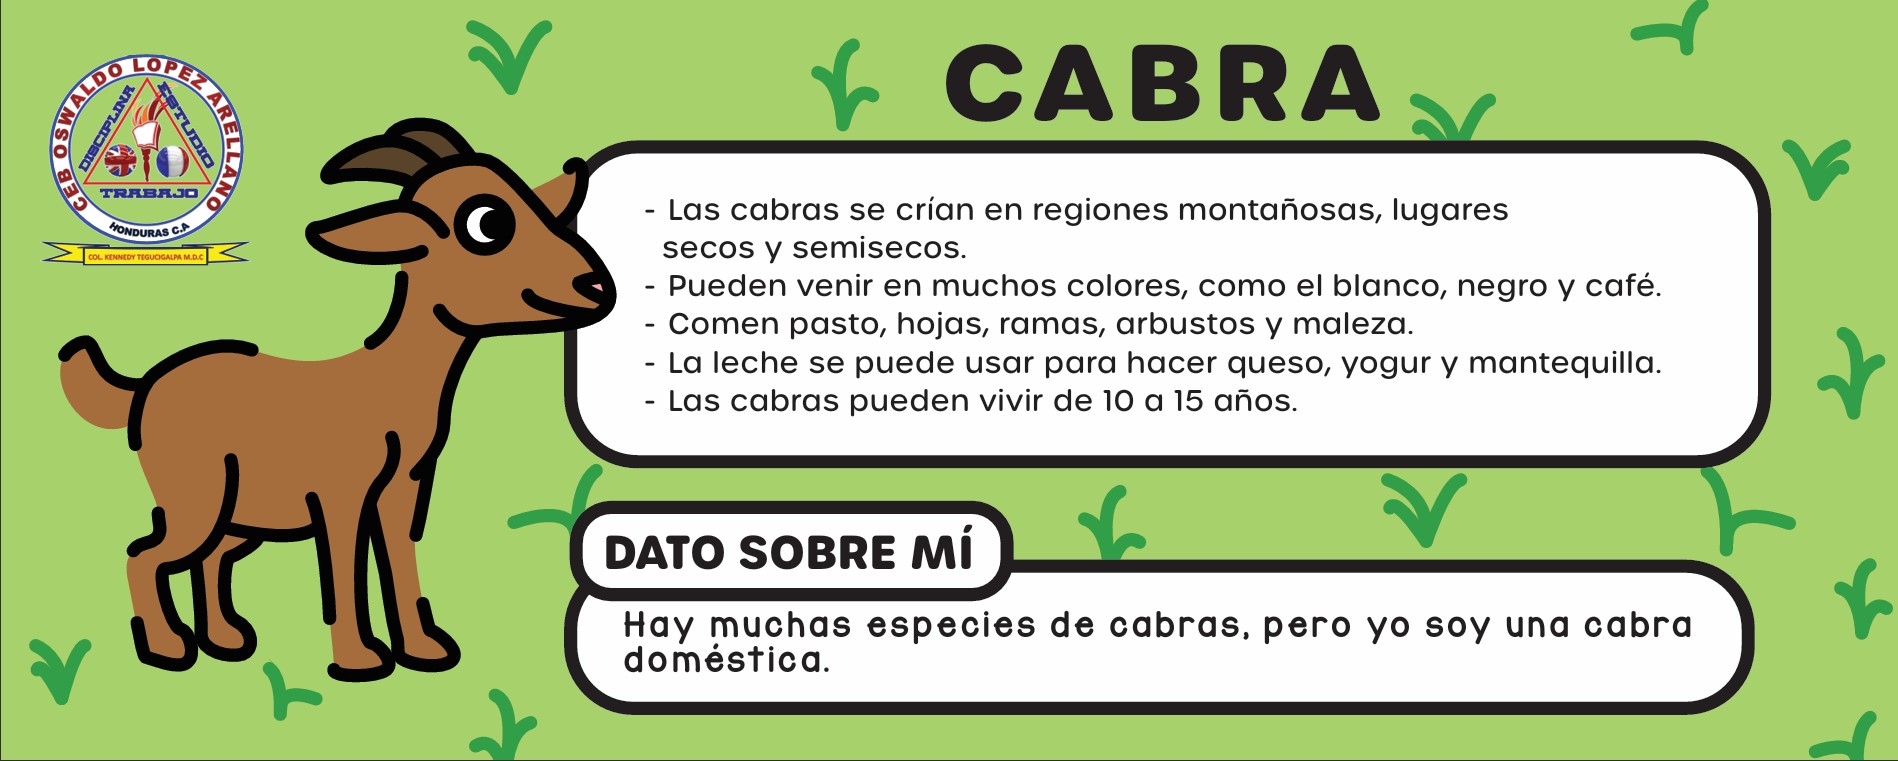 CEB OSWALDO LOPEZ ARELLANO
DISCIPLINA
ESTUDIO
TRABAJO
HONDURAS C.A
COL. KENNEDY TEGUCIGALPA M.D.C
CABRA
- Las cabras se crían en regiones montañosas, lugares
secos y semisecos.
- Pueden venir en muchos colores, como el blanco, negro y café.
- Comen pasto, hojas, ramas, arbustos y maleza.
- La leche se puede usar para hacer queso, yogur y mantequilla.
- Las cabras pueden vivir de 10 a 15 años.
DATO SOBRE MÍ
Hay muchas especies de cabras, pero yo soy una cabra
doméstica.